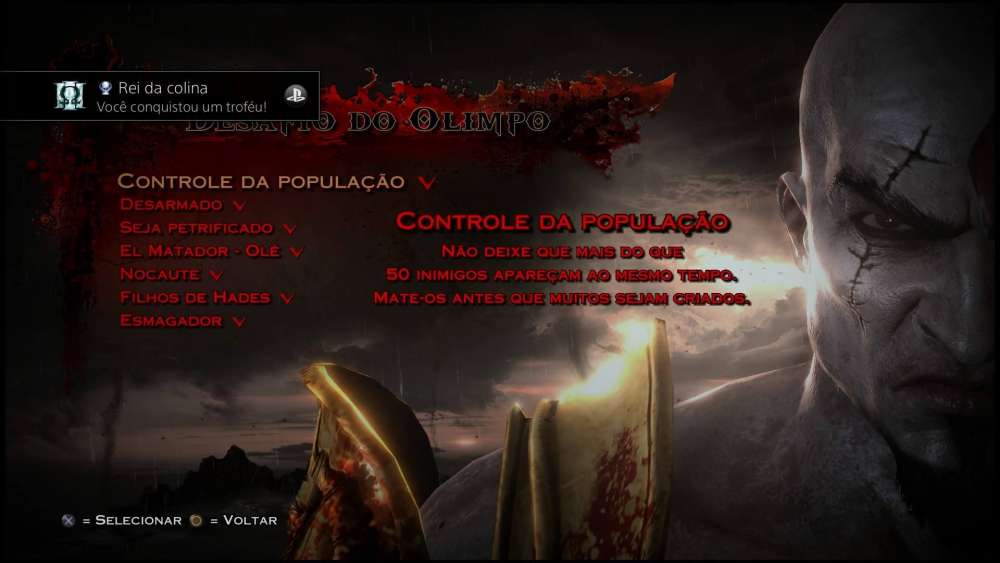 Rei da colina
Você conquistou um troféu!
Desafio do Olimpo
Controle da população
Desarmado
Seja petrificado
El Matador - Olé
Nocaute
Filhos de Hades
Esmagador
Controle da população
Não deixe que mais do que
50 inimigos apareçam ao mesmo tempo.
Mate-os antes que muitos sejam criados.
= Selecionar = Voltar